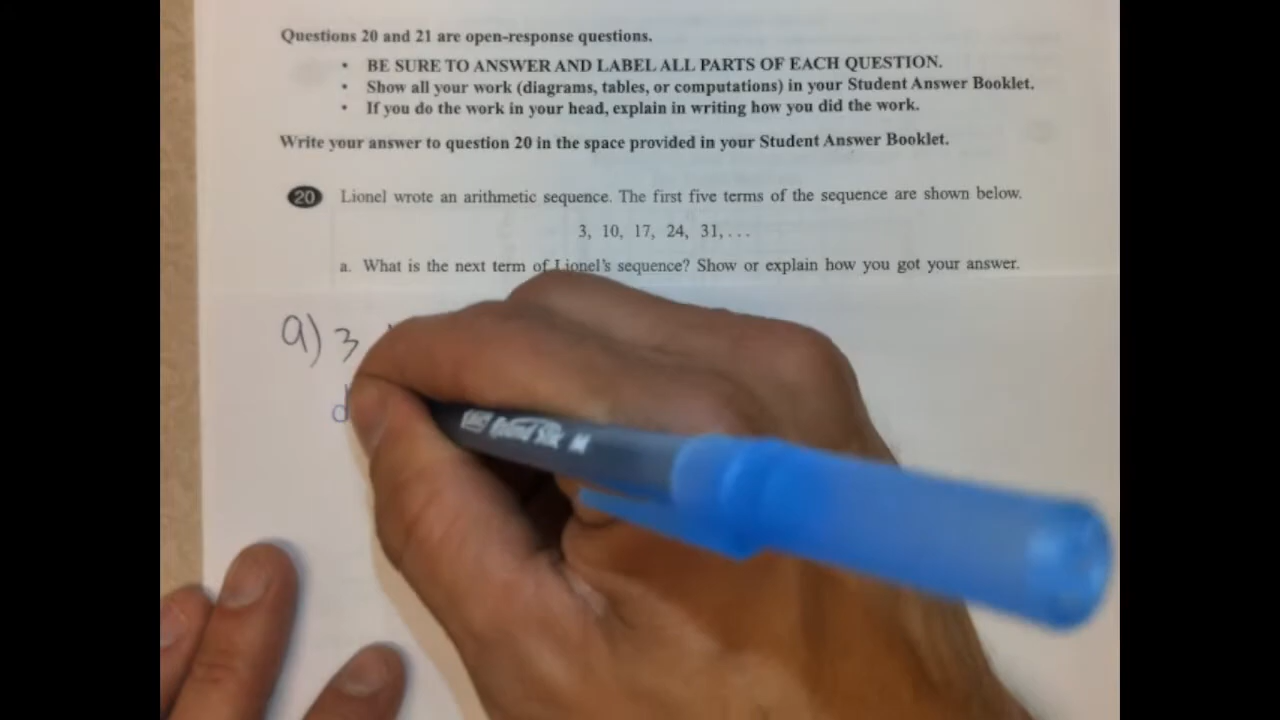 Questions 20 and 21 are open-response questions.
• BE SURE TO ANSWER AND LABEL ALL PARTS OF EACH QUESTION.
• Show all your work (diagrams, tables, or computations) in your Student Answer Booklet.
• If you do the work in your head, explain in writing how you did the work.
Write your answer to question 20 in the space provided in your Student Answer Booklet.
20 Lionel wrote an arithmetic sequence. The first five terms of the sequence are shown below.
3, 10, 17, 24, 31, . . .
a. What is the next term of Lionel's sequence? Show or explain how you got your answer.
a) 3
d
BIC Round Stic M